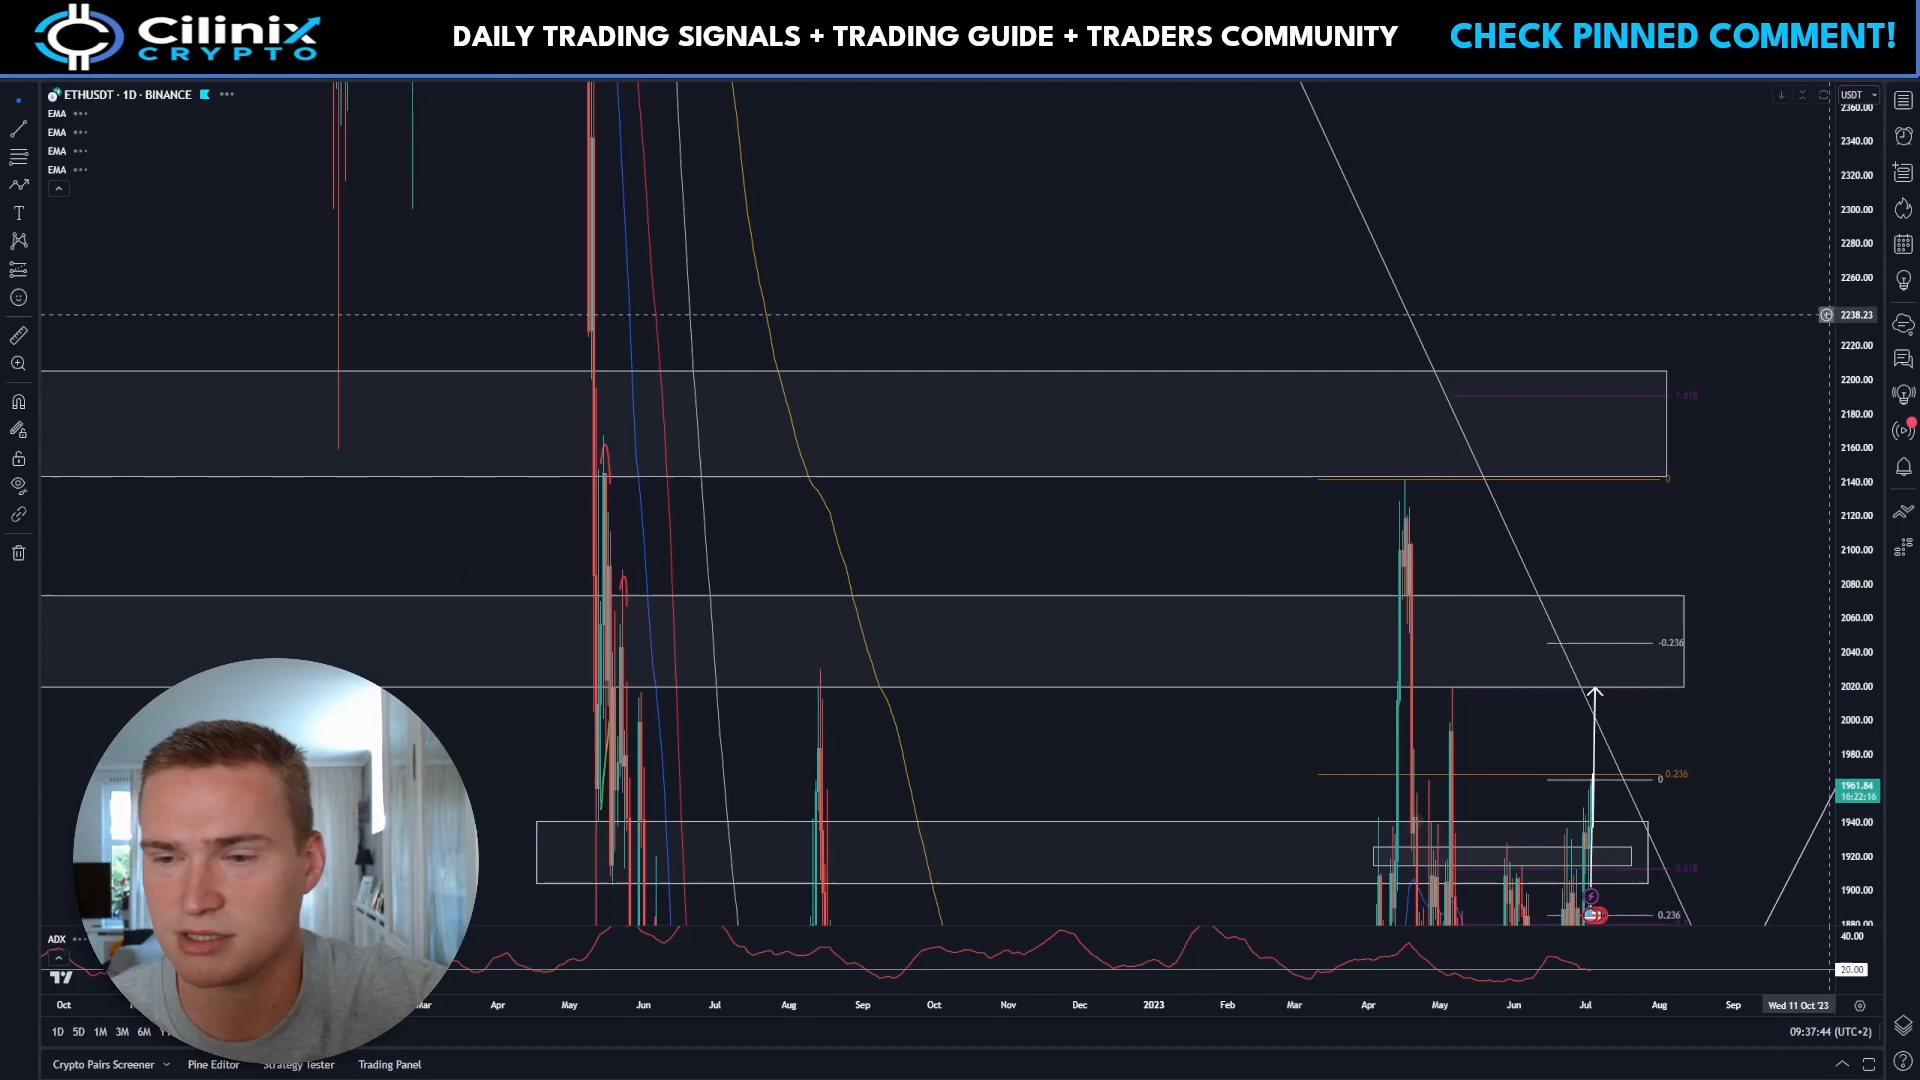 Cilinix
CRYPTO
DAILY TRADING SIGNALS + TRADING GUIDE + TRADERS COMMUNITY
CHECK PINNED COMMENT!
ETHUSDT · 1D · BINANCE
USDT
EMA
EMA
EMA
EMA
2360.00
2340.00
2320.00
2300.00
2280.00
2260.00
2238.23
2220.00
2200.00
1.618
2180.00
2160.00
0
2140.00
2120.00
2100.00
2080.00
2060.00
-0.236
2040.00
2020.00
2000.00
1980.00
0.236
0
1961.84
16:22:16
1940.00
1920.00
0.618
1900.00
0.236
1880.00
ADX
40.00
20.00
Oct
Mar
Apr
May
Jun
Jul
Aug
Sep
Oct
Nov
Dec
2023
Feb
Mar
Apr
May
Jun
Jul
Aug
Sep
Wed 11 Oct '23
1D 5D 1M 3M 6M
09:37:44 (UTC+2)
Crypto Pairs Screener
Pine Editor
Strategy Tester
Trading Panel